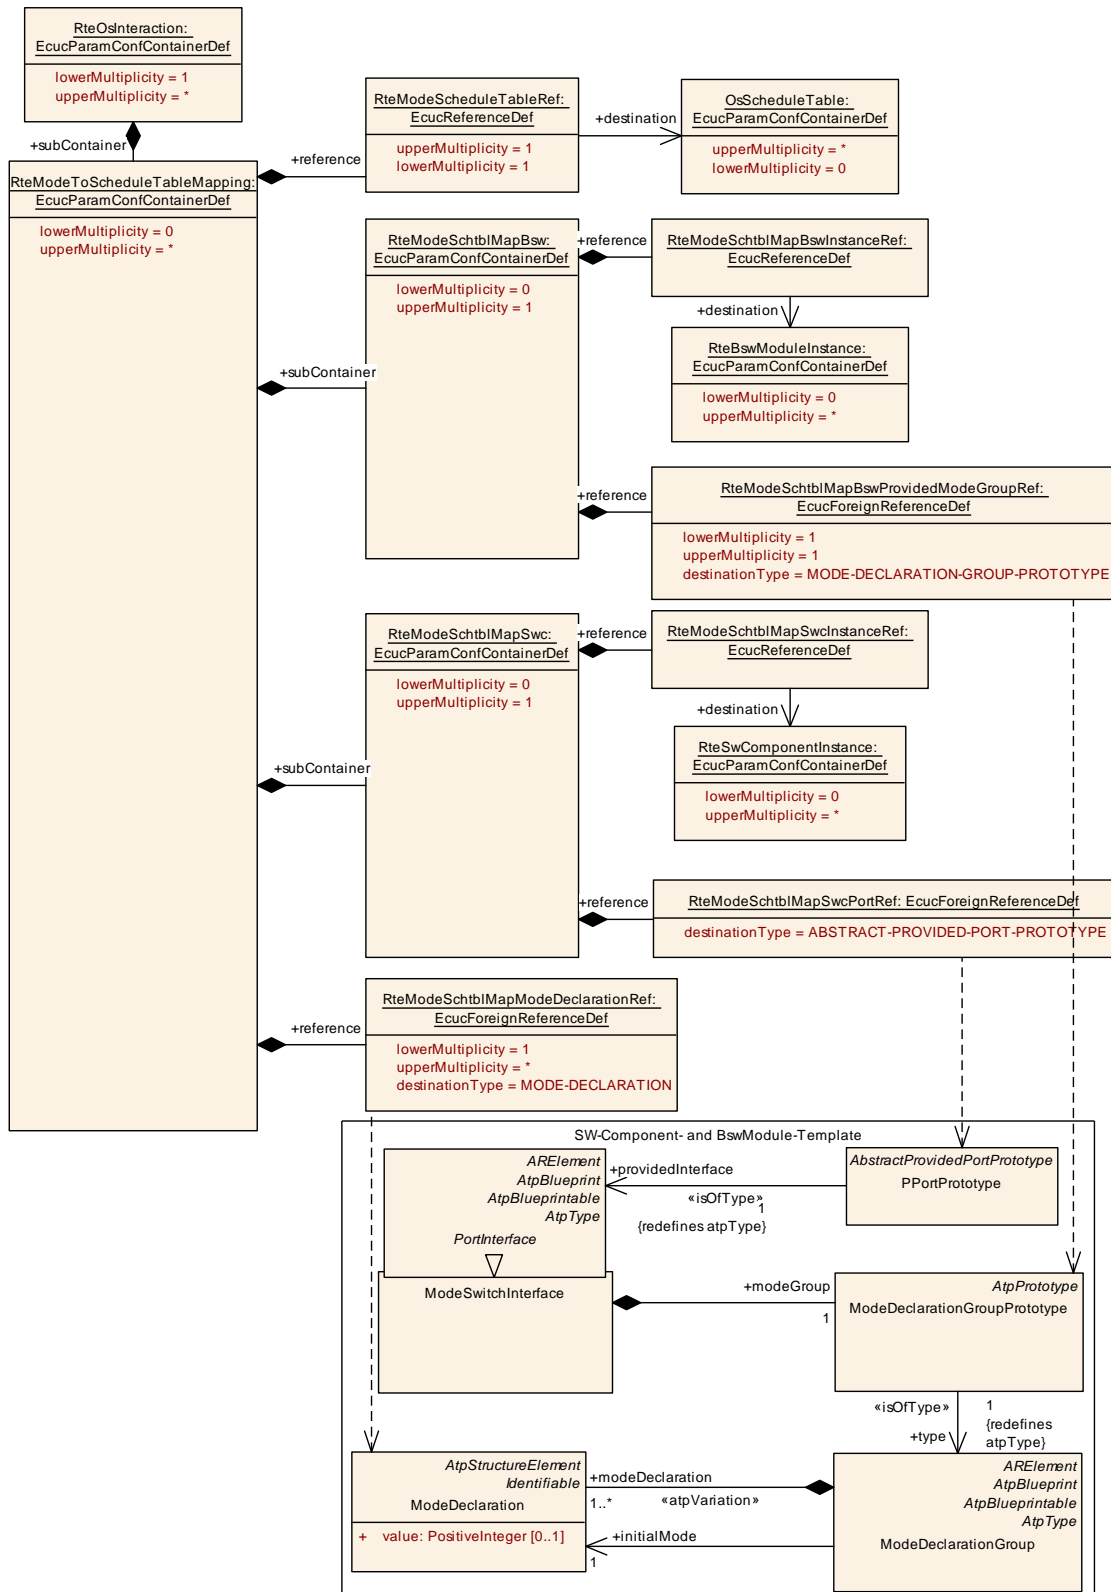 RteOsInteraction:
EcucParamConfContainerDef
lowerMultiplicity = 1
upperMultiplicity = *
+subContainer
RteModeToScheduleTableMapping:
EcucParamConfContainerDef
lowerMultiplicity = 0
upperMultiplicity = *
+reference
RteModeScheduleTableRef:
EcucReferenceDef
upperMultiplicity = 1
lowerMultiplicity = 1
+destination
OsScheduleTable:
EcucParamConfContainerDef
upperMultiplicity = *
lowerMultiplicity = 0
+subContainer
RteModeSchtblMapBsw:
EcucParamConfContainerDef
lowerMultiplicity = 0
upperMultiplicity = 1
+reference
RteModeSchtblMapBswInstanceRef:
EcucReferenceDef
+destination
RteBswModuleInstance:
EcucParamConfContainerDef
lowerMultiplicity = 0
upperMultiplicity = *
+reference
RteModeSchtblMapBswProvidedModeGroupRef:
EcucForeignReferenceDef
lowerMultiplicity = 1
upperMultiplicity = 1
destinationType = MODE-DECLARATION-GROUP-PROTOTYPE
+subContainer
RteModeSchtblMapSwc:
EcucParamConfContainerDef
lowerMultiplicity = 0
upperMultiplicity = 1
+reference
RteModeSchtblMapSwcInstanceRef:
EcucReferenceDef
+destination
RteSwComponentInstance:
EcucParamConfContainerDef
lowerMultiplicity = 0
upperMultiplicity = *
+reference
RteModeSchtblMapSwcPortRef: EcucForeignReferenceDef
destinationType = ABSTRACT-PROVIDED-PORT-PROTOTYPE
+reference
RteModeSchtblMapModeDeclarationRef:
EcucForeignReferenceDef
lowerMultiplicity = 1
upperMultiplicity = *
destinationType = MODE-DECLARATION
SW-Component- and BswModule-Template
ARElement
AtpBlueprint
AtpBlueprintable
AtpType
PortInterface
+providedInterface
«isOfType»
1
{redefines atpType}
AbstractProvidedPortPrototype
PPortPrototype
ModeSwitchInterface
+modeGroup
1
AtpPrototype
ModeDeclarationGroupPrototype
«isOfType»
1
{redefines
atpType}
+type
AtpStructureElement
Identifiable
ModeDeclaration
+ value: PositiveInteger [0..1]
+modeDeclaration
1..*
«atpVariation»
+initialMode
1
ARElement
AtpBlueprint
AtpBlueprintable
AtpType
ModeDeclarationGroup